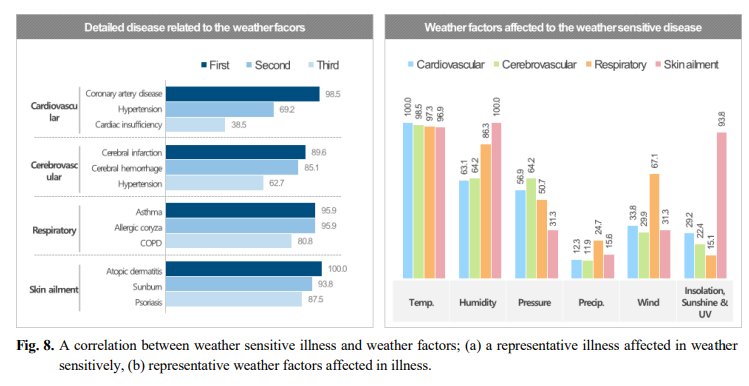 Detailed disease related to the weather facors
First Second Third
Cardiovascu
lar
Coronary artery disease 98.5
Hypertension 69.2
Cardiac insufficiency 38.5
Cerebrovasc
ular
Cerebral infarction 89.6
Cerebral hemorrhage 85.1
Hypertension 62.7
Respiratory
Asthma 95.9
Allergic coryza 95.9
COPD 80.8
Skin ailment
Atopic dermatitis 100.0
Sunburn 93.8
Psoriasis 87.5
Weather factors affected to the weather sensitive disease
Cardiovascular Cerebrovascular Respiratory Skin ailment
100.0 98.5 97.3 96.9
63.1 64.2 86.3 100.0
56.9 64.2 50.7 31.3
12.3 11.9 24.7 15.6
33.8 29.9 67.1 31.3
29.2 22.4 15.1 93.8
Temp. Humidity Pressure Precip. Wind Insolation,
Sunshine &
UV
Fig. 8. A correlation between weather sensitive illness and weather factors; (a) a representative illness affected in weather
sensitively, (b) representative weather factors affected in illness.